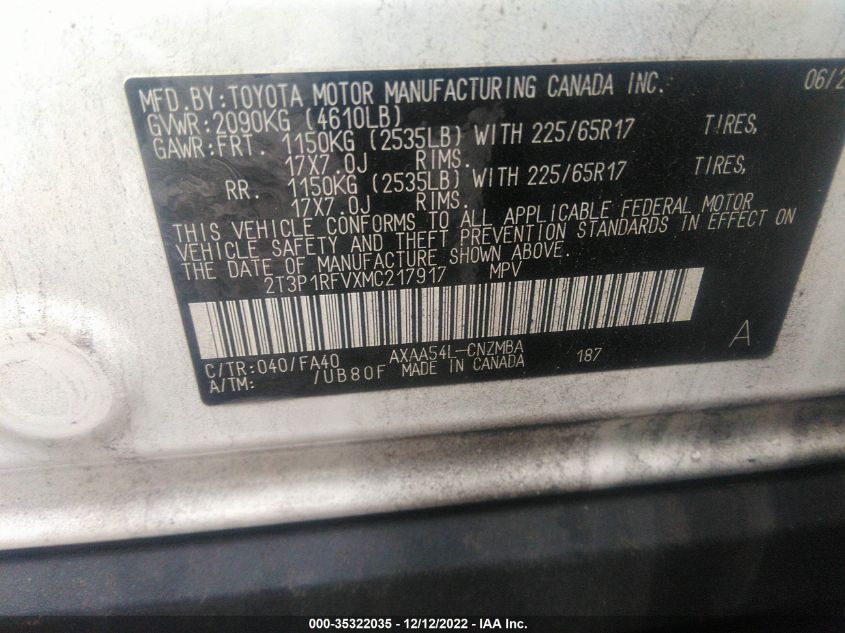 MFD.BY:TOYOTA MOTOR MANUFACTURING CANADA INC. 06/2
GVWR:2090KG (4610LB)
GAWR:FRT. 1150KG (2535LB) WITH 225/65R17 TIRES,
17X7.0J RIMS.
RR. 1150KG (2535LB) WITH 225/65R17 TIRES,
17X7.0J RIMS.
THIS VEHICLE CONFORMS TO ALL APPLICABLE FEDERAL MOTOR
VEHICLE SAFETY AND THEFT PREVENTION STANDARDS IN EFFECT ON
THE DATE OF MANUFACTURE SHOWN ABOVE.
2T3P1RFVXMC217917 MPV
A
C/TR:040/FA40 AXAA54L-CNZMBA 187
A/TM: /UB80F MADE IN CANADA
000-35322035 - 12/12/2022 - IAA Inc.